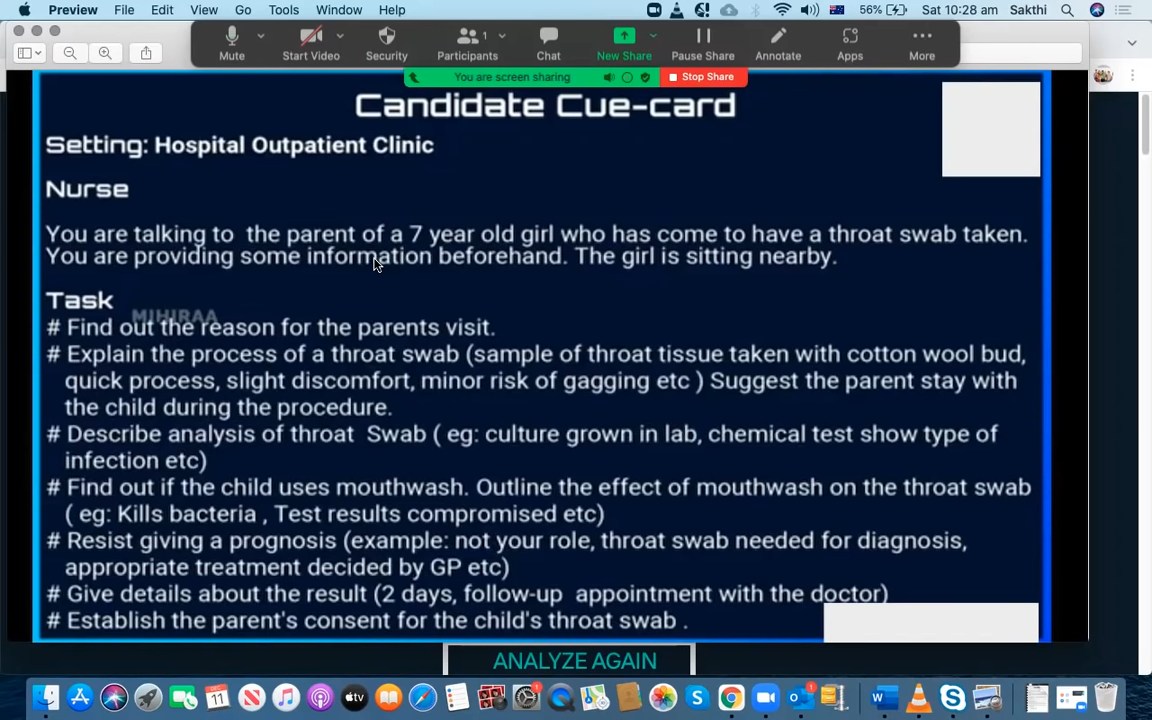 Preview File Edit View Go Tools Window Help 56% Sat 10:28 am Sakthi
Mute Start Video Security Participants 1 Chat New Share Pause Share Annotate Apps More
You are screen sharing Stop Share
Candidate Cue-card
Setting: Hospital Outpatient Clinic
Nurse
You are talking to the parent of a 7 year old girl who has come to have a throat swab taken.
You are providing some information beforehand. The girl is sitting nearby.
Task
MIHIRAA
# Find out the reason for the parents visit.
# Explain the process of a throat swab (sample of throat tissue taken with cotton wool bud,
quick process, slight discomfort, minor risk of gagging etc ) Suggest the parent stay with
the child during the procedure.
# Describe analysis of throat Swab ( eg: culture grown in lab, chemical test show type of
infection etc)
# Find out if the child uses mouthwash. Outline the effect of mouthwash on the throat swab
( eg: Kills bacteria , Test results compromised etc)
# Resist giving a prognosis (example: not your role, throat swab needed for diagnosis,
appropriate treatment decided by GP etc)
# Give details about the result (2 days, follow-up appointment with the doctor)
# Establish the parent's consent for the child's throat swab .
ANALYZE AGAIN